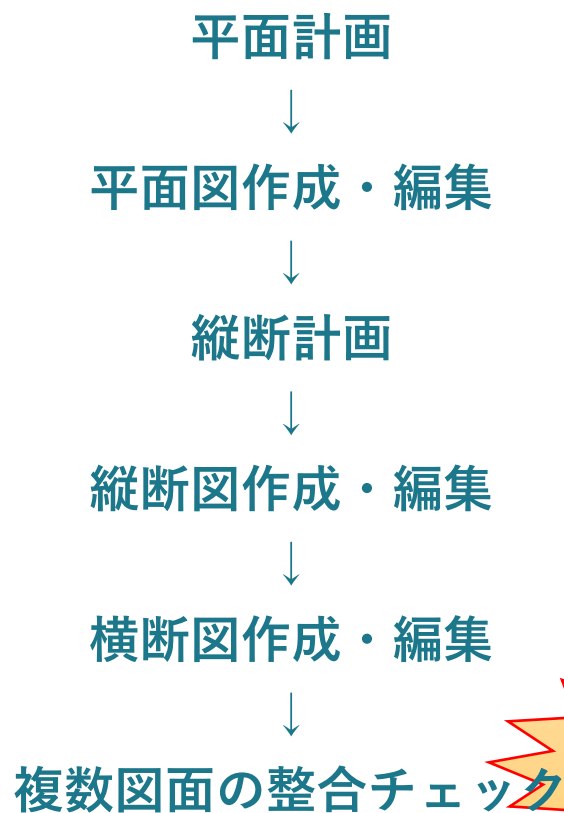 平面計画
↓
平面図作成・編集
↓
縦断計画
↓
縦断図作成・編集
↓
横断図作成・編集
↓
複数図面の整合チェック